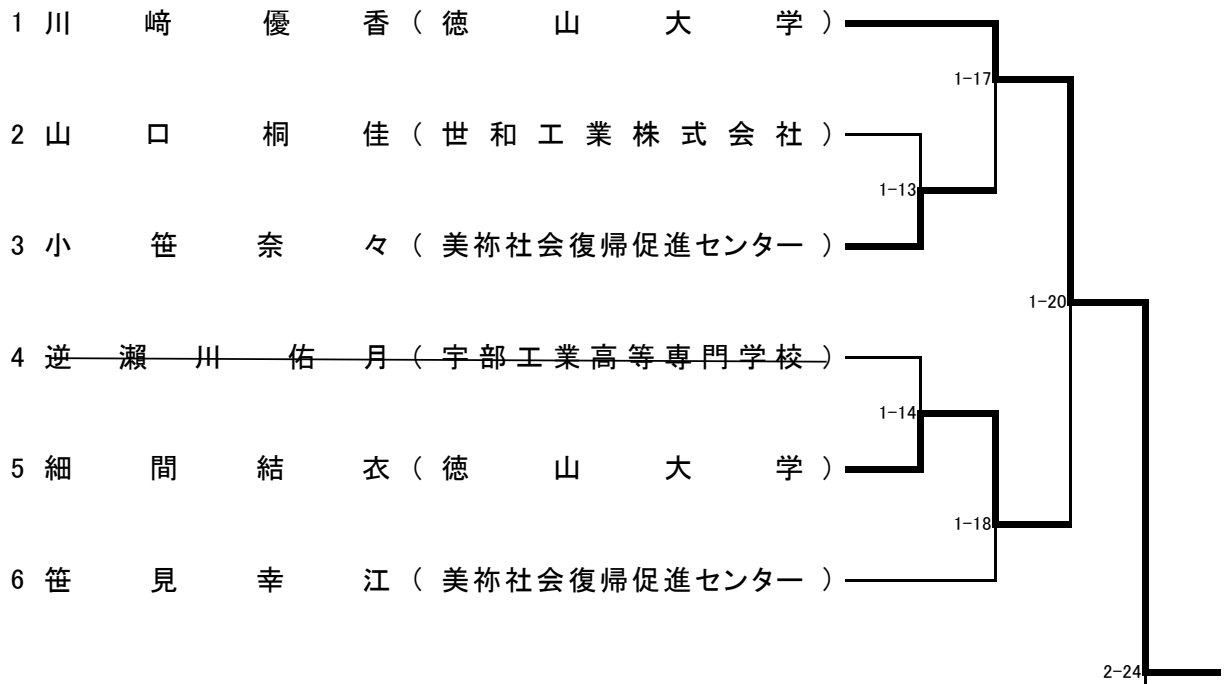 1 川﨑優香(徳山大学)
1-17
2 山口桐佳(世和工業株式会社)
1-13
3 小笹奈々(美祢社会復帰促進センター)
1-20
4 逆瀬川佑月(宇部工業高等専門学校)
1-14
5 細間結衣(徳山大学)
1-18
6 笹見幸江(美祢社会復帰促進センター)
2-24